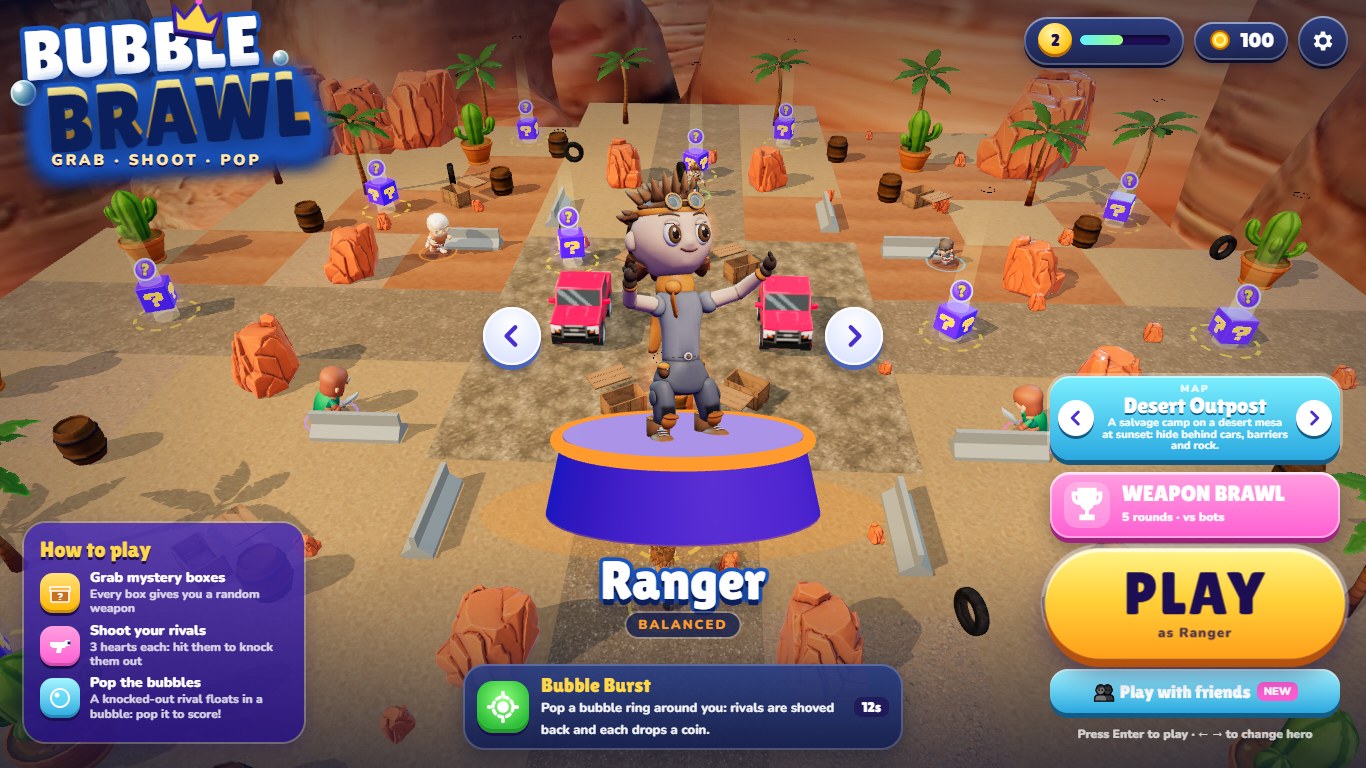 BUBBLE
BRAWL
GRAB · SHOOT · POP
2
100
?
?
?
?
?
?
?
?
?
MAP
Desert Outpost
A salvage camp on a desert mesa
at sunset: hide behind cars, barriers
and rock.
WEAPON BRAWL
5 rounds · vs bots
PLAY
as Ranger
Play with friends NEW
Press Enter to play · ← → to change hero
How to play
Grab mystery boxes
Every box gives you a random
weapon
Shoot your rivals
3 hearts each: hit them to knock
them out
Pop the bubbles
A knocked-out rival floats in a
bubble: pop it to score!
Ranger
BALANCED
Bubble Burst
Pop a bubble ring around you: rivals are shoved
back and each drops a coin.
12s